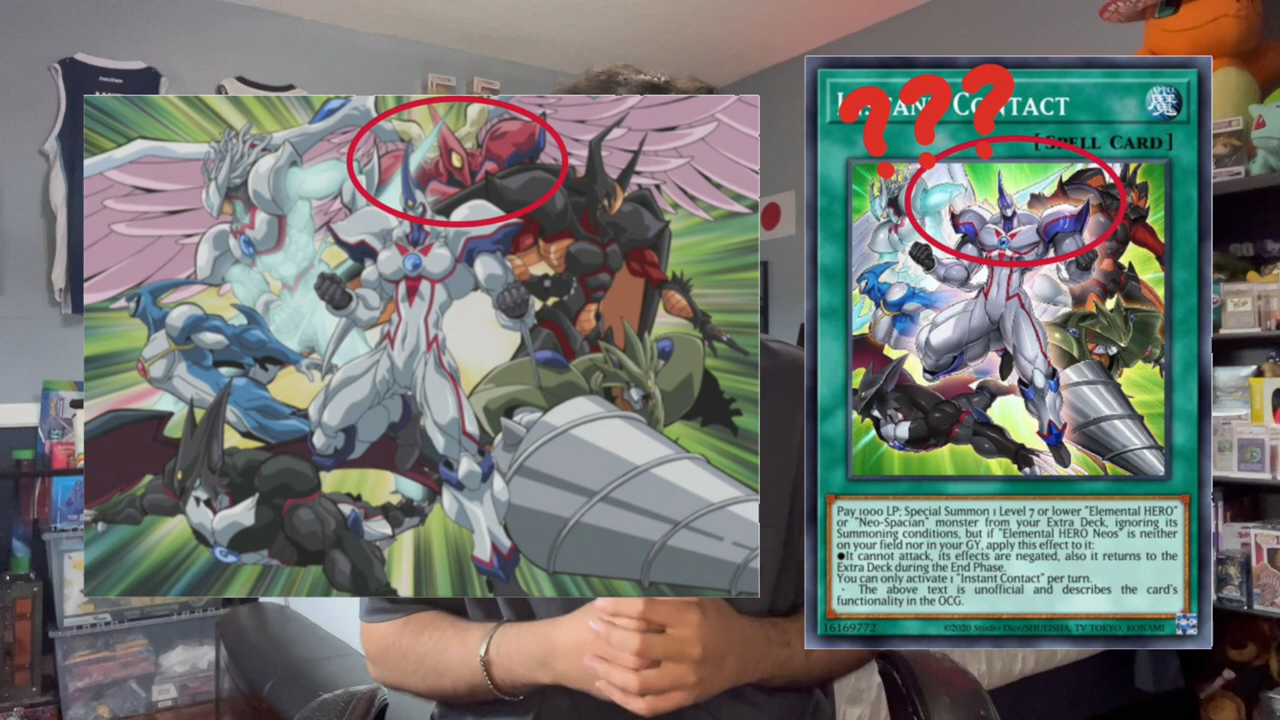 ???
INSTANT CONTACT
[SPELL CARD]
Pay 1000 LP; Special Summon 1 Level 7 or lower "Elemental HERO"
or "Neo-Spacian" monster from your Extra Deck, ignoring its
Summoning conditions, but if "Elemental HERO Neos" is neither
on your field nor in your GY, apply this effect to it:
●It cannot attack, its effects are negated, also it returns to the
Extra Deck during the End Phase.
You can only activate 1 "Instant Contact" per turn.
· The above text is unofficial and describes the card's
functionality in the OCG.
16169772
©2020 Studio Dice/SHUEISHA, TV TOKYO, KONAMI